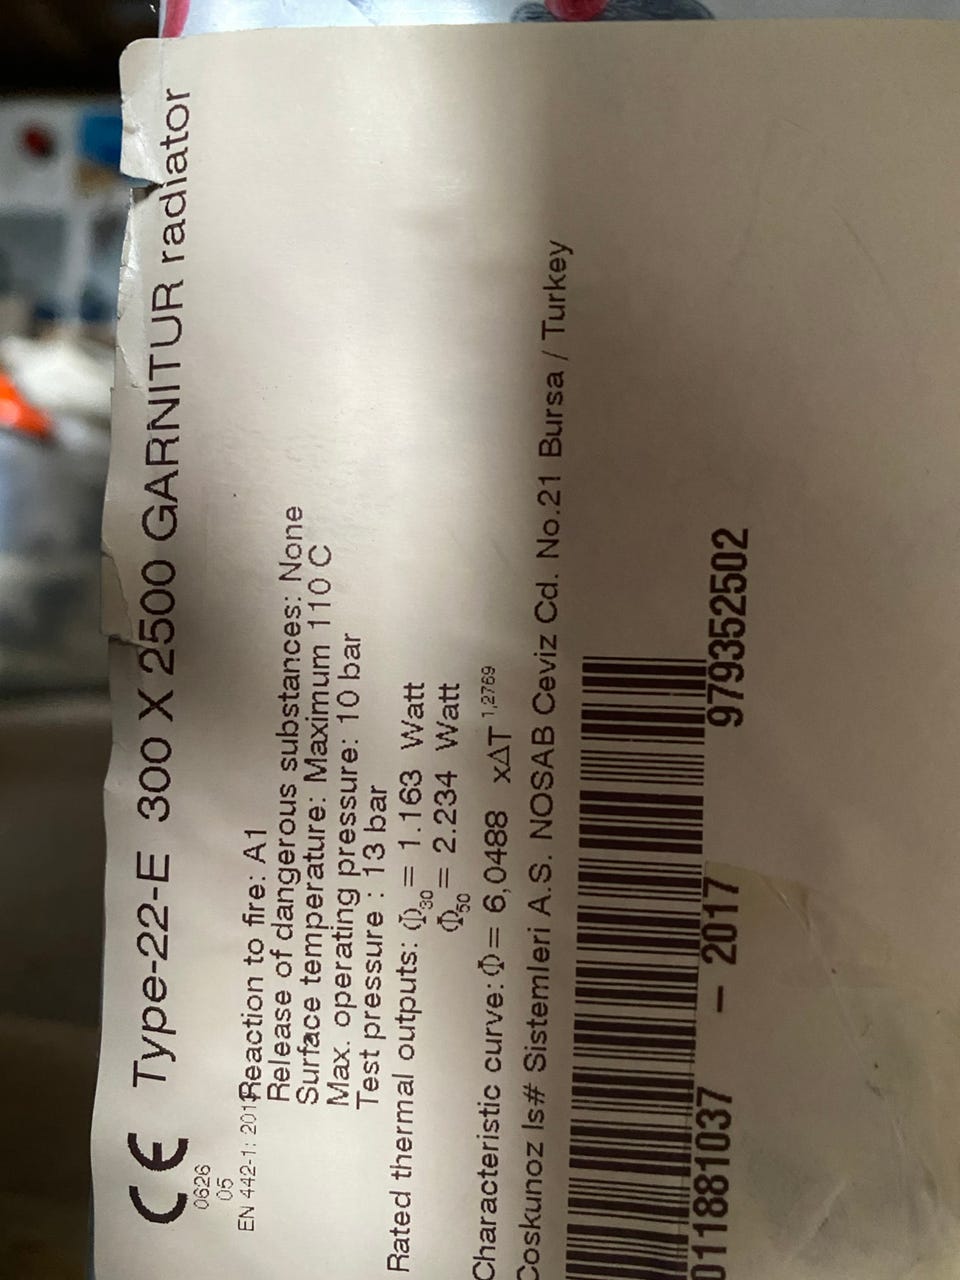 CE Type-22-E 300 X 2500 GARNITUR radiator
0626
05
EN 442-1: 201
Reaction to fire: A1
Release of dangerous substances: None
Surface temperature: Maximum 110 C
Max. operating pressure: 10 bar
Test pressure : 13 bar
Rated thermal outputs: Φ30 = 1.163 Watt
Φ50 = 2.234 Watt
Characteristic curve: Φ = 6,0488 xΔT 1,2769
Coskunoz Is# Sistemleri A.S. NOSAB Ceviz Cd. No.21 Bursa / Turkey
011881037 – 2017 979352502